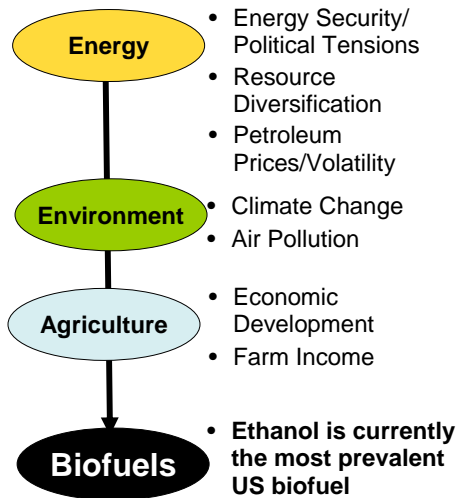 Energy
• Energy Security/
Political Tensions
• Resource
Diversification
• Petroleum
Prices/Volatility
Environment
• Climate Change
• Air Pollution
Agriculture
• Economic
Development
• Farm Income
Biofuels
• Ethanol is currently
the most prevalent
US biofuel